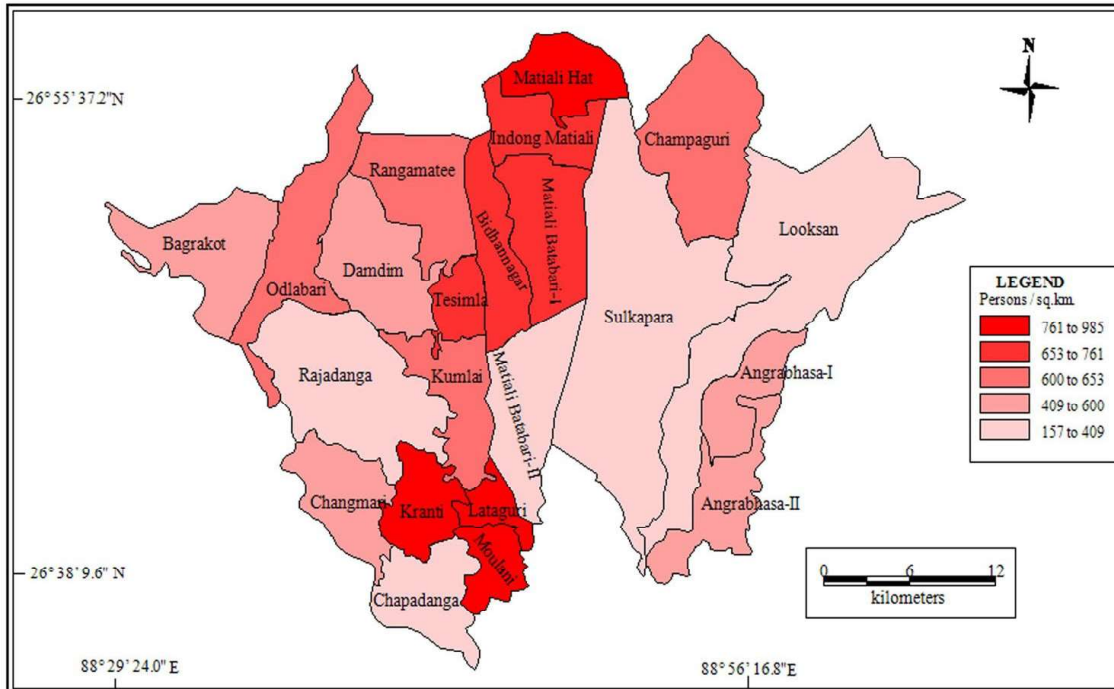 N
26° 55' 37.2" N
Matiali Hat
Indong Matiali
Champaguri
Rangamatee
Matiali Batabari-I
Bidhannagar
Looksan
Bagrakot
Damdim
Odlabari
Tesimla
Sulkapara
LEGEND
Persons / sq.km.
761 to 985
653 to 761
600 to 653
409 to 600
157 to 409
Rajadanga
Kumlai
Matiali Batabari-II
Angrabhasa-I
Changmari
Kranti
Lataguri
Angrabhasa-II
Moulani
26° 38' 9.6" N
Chapadanga
0 6 12
kilometers
88° 29' 24.0" E
88° 56' 16.8" E